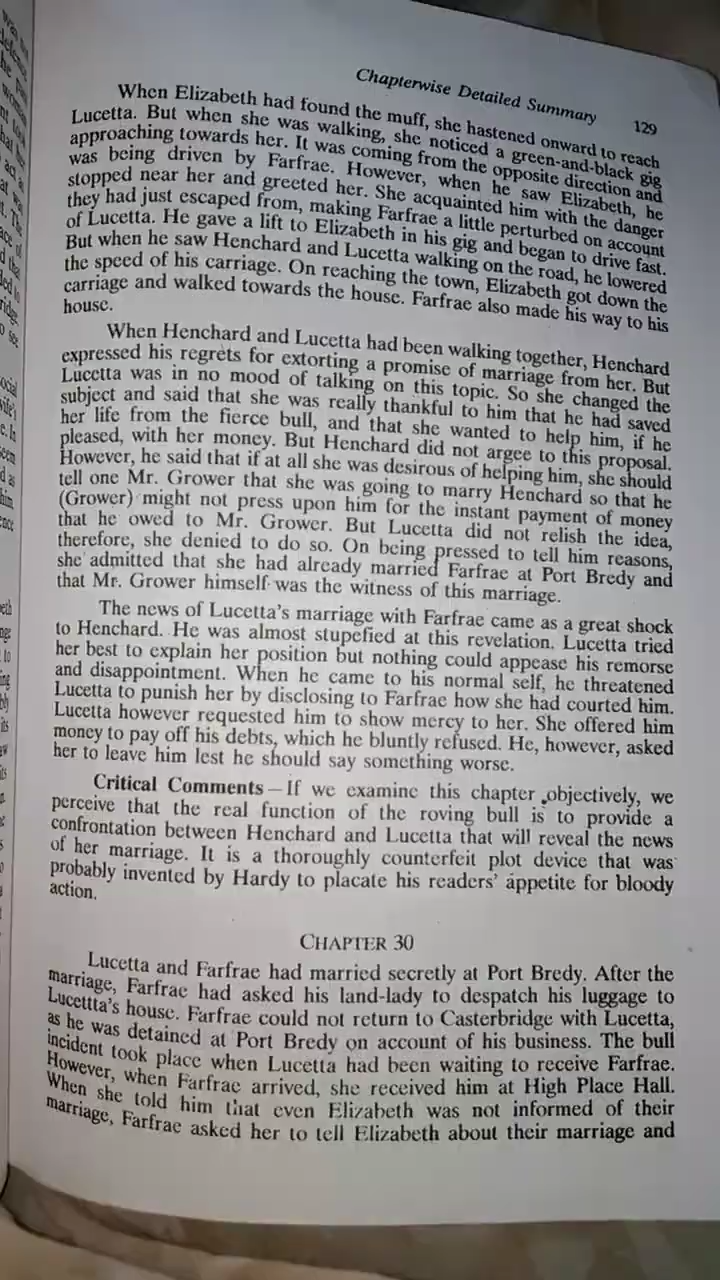 Chapterwise Detailed Summary 129
When Elizabeth had found the muff, she hastened onward to reach
Lucetta. But when she was walking, she noticed a green-and-black gig
approaching towards her. It was coming from the opposite direction and
was being driven by Farfrae. However, when he saw Elizabeth, he
stopped near her and greeted her. She acquainted him with the danger
they had just escaped from, making Farfrae a little perturbed on account
of Lucetta. He gave a lift to Elizabeth in his gig and began to drive fast.
But when he saw Henchard and Lucetta walking on the road, he lowered
the speed of his carriage. On reaching the town, Elizabeth got down the
carriage and walked towards the house. Farfrae also made his way to his
house.
When Henchard and Lucetta had been walking together, Henchard
expressed his regrets for extorting a promise of marriage from her. But
Lucetta was in no mood of talking on this topic. So she changed the
subject and said that she was really thankful to him that he had saved
her life from the fierce bull, and that she wanted to help him, if he
pleased, with her money. But Henchard did not argee to this proposal.
However, he said that if at all she was desirous of helping him, she should
tell one Mr. Grower that she was going to marry Henchard so that he
(Grower) might not press upon him for the instant payment of money
that he owed to Mr. Grower. But Lucetta did not relish the idea,
therefore, she denied to do so. On being pressed to tell him reasons,
she admitted that she had already married Farfrae at Port Bredy and
that Mr. Grower himself was the witness of this marriage.
The news of Lucetta's marriage with Farfrae came as a great shock
to Henchard. He was almost stupefied at this revelation. Lucetta tried
her best to explain her position but nothing could appease his remorse
and disappointment. When he came to his normal self, he threatened
Lucetta to punish her by disclosing to Farfrae how she had courted him.
Lucetta however requested him to show mercy to her. She offered him
money to pay off his debts, which he bluntly refused. He, however, asked
her to leave him lest he should say something worse.
Critical Comments – If we examine this chapter objectively, we
perceive that the real function of the roving bull is to provide a
confrontation between Henchard and Lucetta that will reveal the news
of her marriage. It is a thoroughly counterfeit plot device that was
probably invented by Hardy to placate his readers' appetite for bloody
action.
CHAPTER 30
Lucetta and Farfrae had married secretly at Port Bredy. After the
marriage, Farfrae had asked his land-lady to despatch his luggage to
Lucettta's house. Farfrae could not return to Casterbridge with Lucetta,
as he was detained at Port Bredy on account of his business. The bull
incident took place when Lucetta had been waiting to receive Farfrae.
However, when Farfrae arrived, she received him at High Place Hall.
When she told him that even Elizabeth was not informed of their
marriage, Farfrae asked her to tell Elizabeth about their marriage and